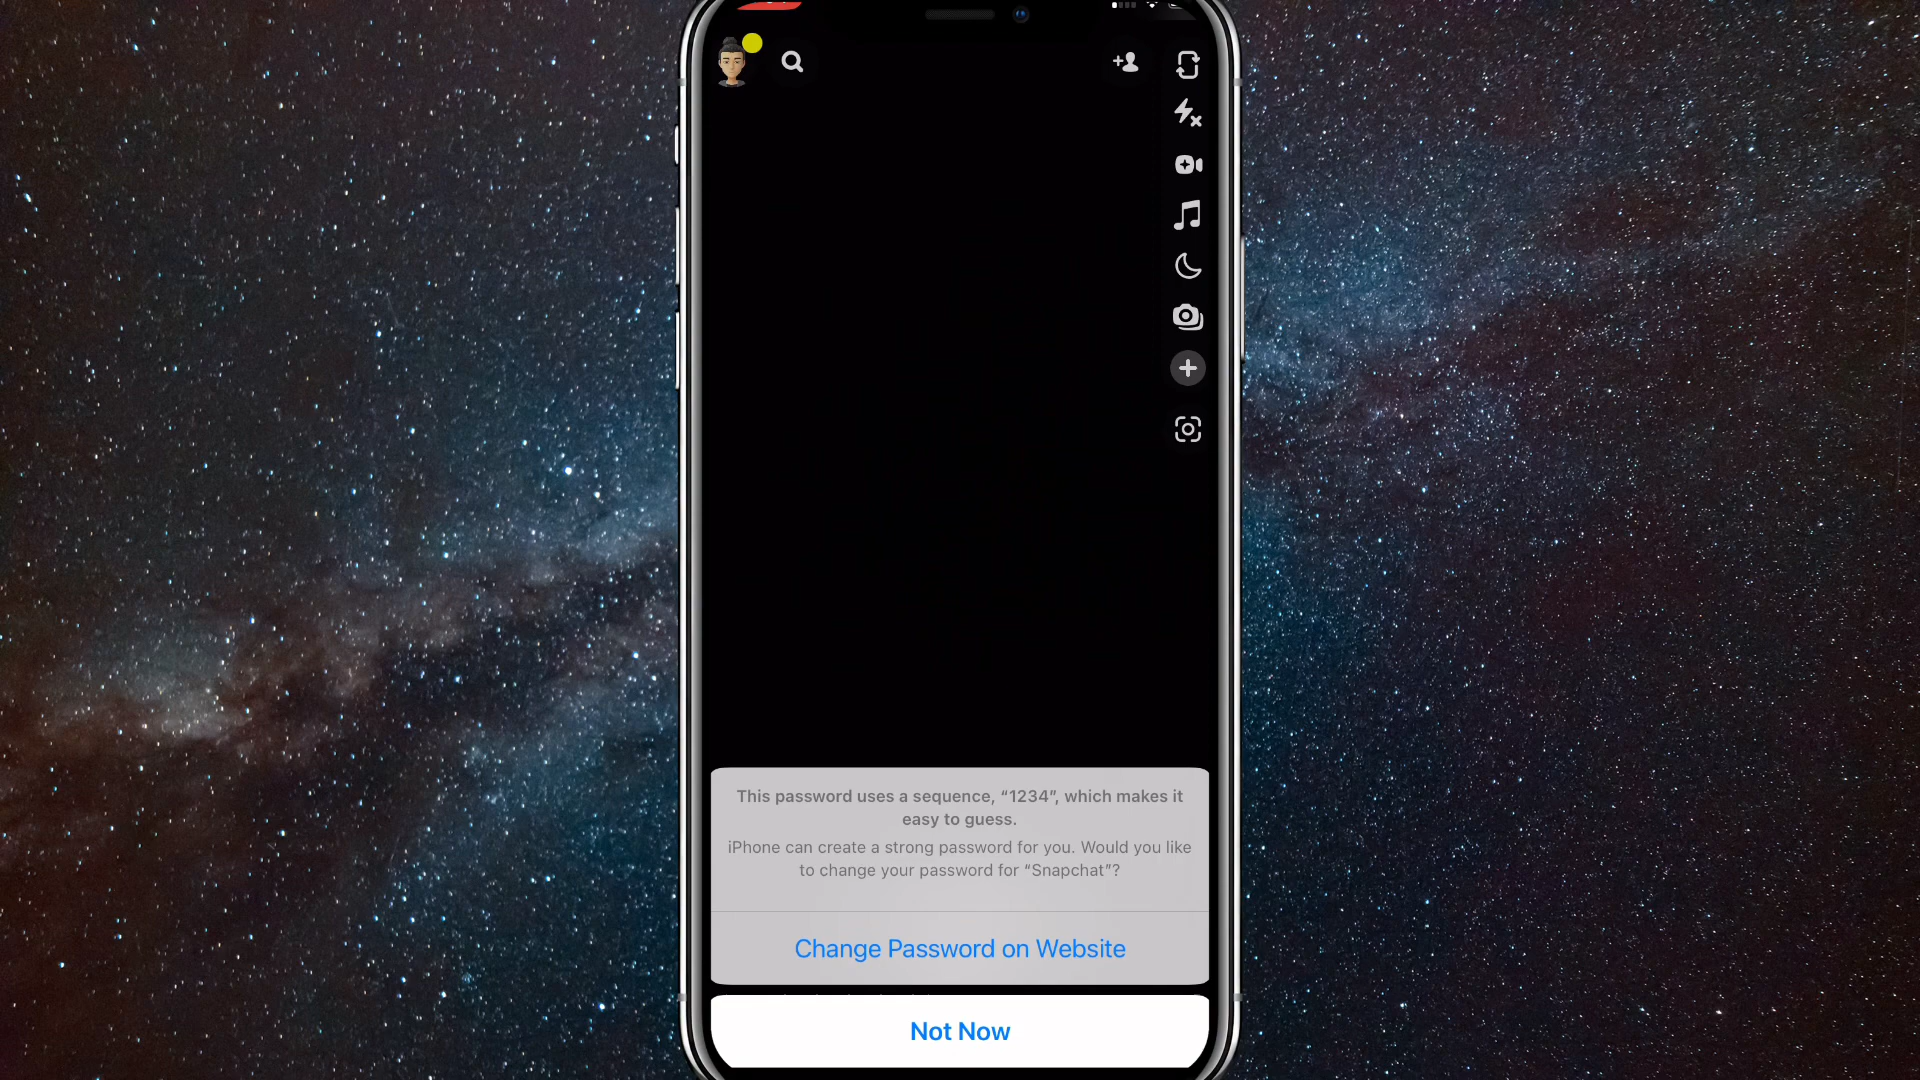 This password uses a sequence, “1234”, which makes it
easy to guess.
iPhone can create a strong password for you. Would you like
to change your password for “Snapchat”?
Change Password on Website
Not Now